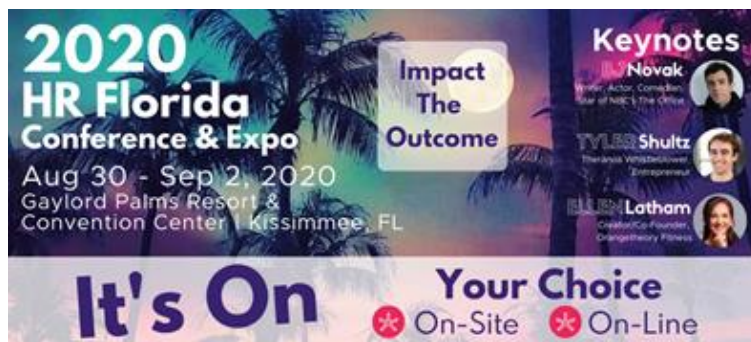 2020
HR Florida
Conference & Expo
Aug 30 - Sep 2, 2020
Gaylord Palms Resort &
Convention Center | Kissimmee, FL
Impact
The
Outcome
Keynotes
BJ Novak
Writer, Actor, Comedian,
Star of NBC's The Office
TYLER Shultz
Theranos Whistleblower,
Entrepreneur
ELLEN Latham
Creator/Co-Founder,
Orangetheory Fitness
It's On
Your Choice
On-Site On-Line